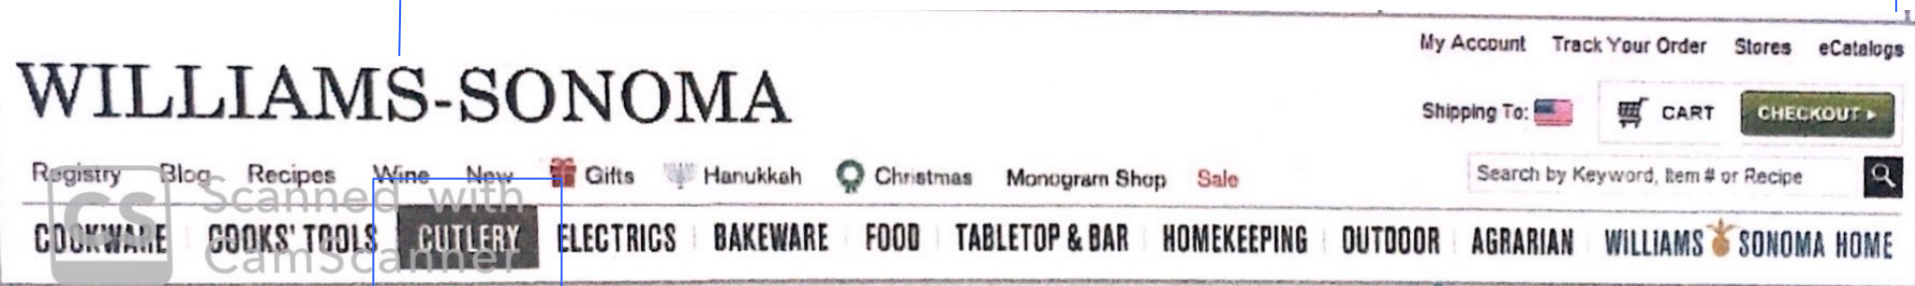 My Account Track Your Order Stores eCatalogs
WILLIAMS-SONOMA
Shipping To: CART CHECKOUT
Registry Blog Recipes Wine New Gifts Hanukkah Christmas Monogram Shop Sale
Search by Keyword, Item # or Recipe
COOKWARE COOKS' TOOLS CUTLERY ELECTRICS BAKEWARE FOOD TABLETOP & BAR HOMEKEEPING OUTDOOR AGRARIAN WILLIAMS SONOMA HOME
CS Scanned with
CamScanner